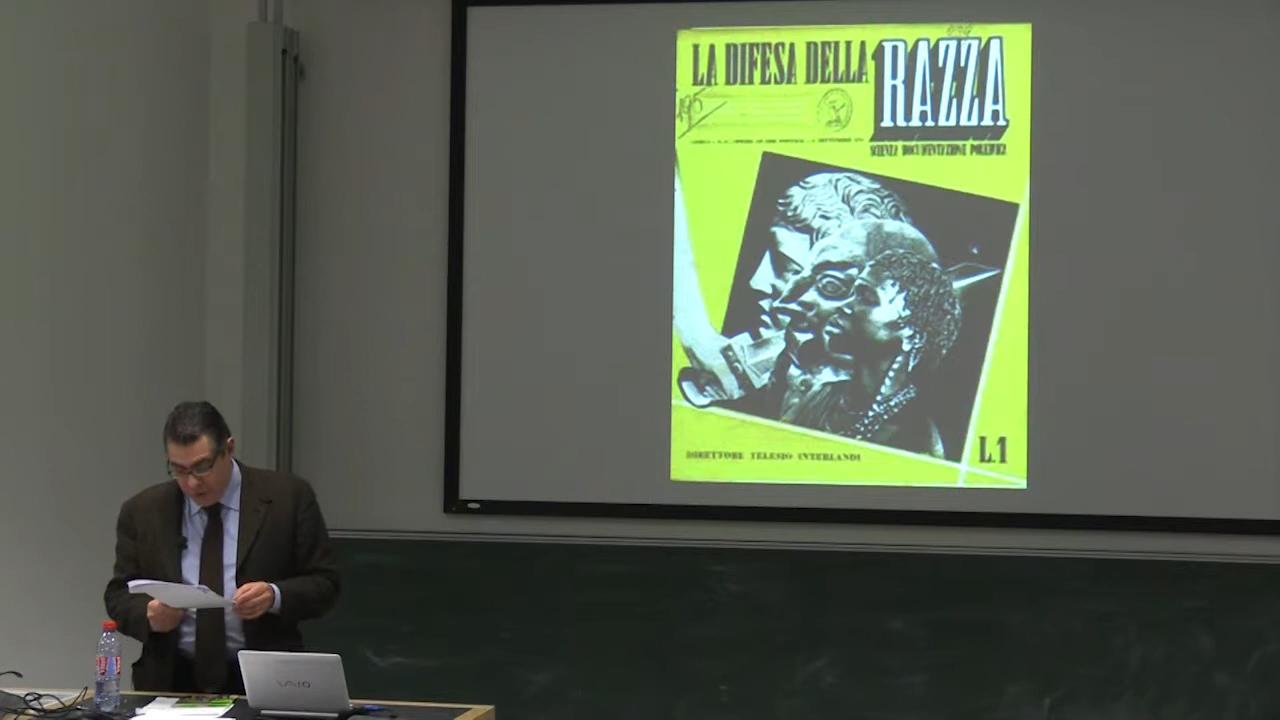 LA DIFESA DELLA
RAZZA
SCIENZA DOCUMENTAZIONE POLEMICA
DIRETTORE TELESIO INTERLANDI
L.1
VAIO